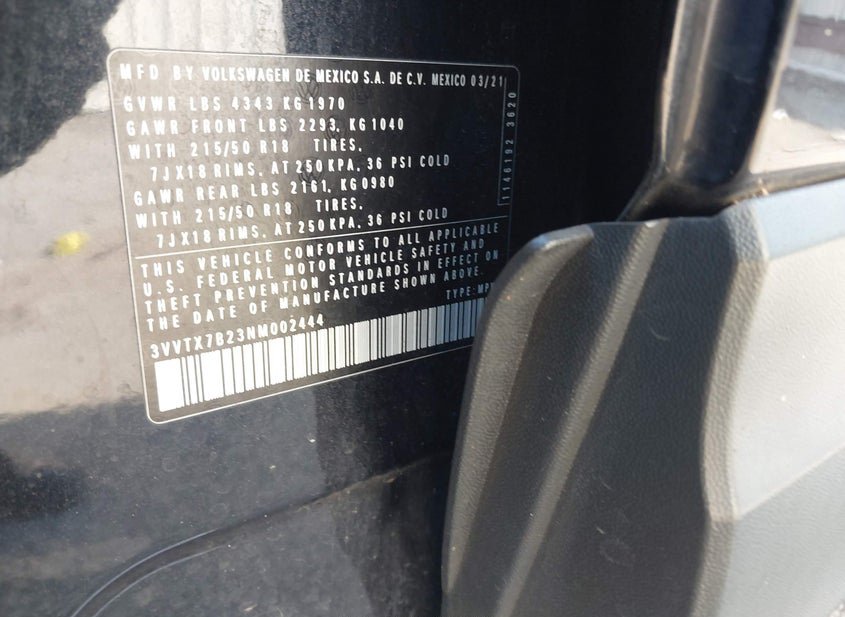 MFD BY VOLKSWAGEN DE MEXICO S.A. DE C.V. MEXICO 03/21
GVWR LBS 4343 KG 1970
GAWR FRONT LBS 2293, KG 1040
WITH 215/50 R18 TIRES,
7JX18 RIMS, AT 250 KPA, 36 PSI COLD
GAWR REAR LBS 2161, KG 0980
WITH 215/50 R18 TIRES,
7JX18 RIMS, AT 250 KPA, 36 PSI COLD
THIS VEHICLE CONFORMS TO ALL APPLICABLE
U.S. FEDERAL MOTOR VEHICLE SAFETY AND
THEFT PREVENTION STANDARDS IN EFFECT ON
THE DATE OF MANUFACTURE SHOWN ABOVE.
TYPE: MP
3VVTX7B23NM002444
1146192 3620